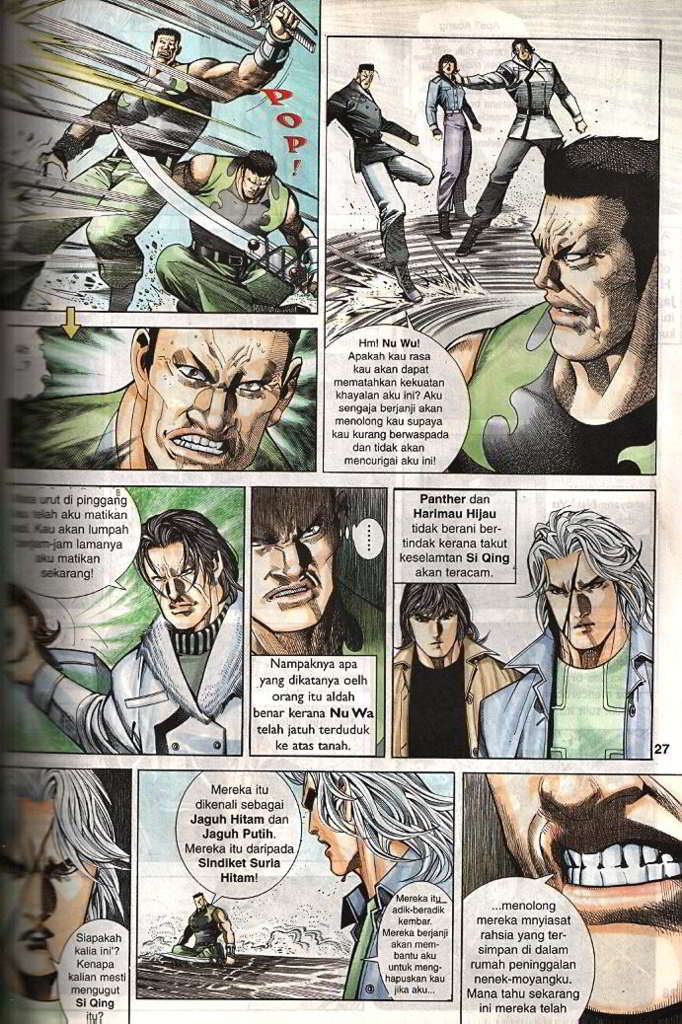 POP!
Hm! Nu Wu!
Apakah kau rasa
kau akan dapat
mematahkan kekuatan
khayalan aku ini? Aku
sengaja berjanji akan
menolong kau supaya
kau kurang berwaspada
dan tidak akan
mencurigai aku ini!
urut di pinggang
telah aku matikan
Kau akan lumpah
lamanya
aku matikan
sekarang!
......
Nampaknya apa
yang dikatanya oelh
orang itu aldah
benar kerana Nu Wa
telah jatuh terduduk
ke atas tanah.
Panther dan
Harimau Hijau
tidak berani ber-
tindak kerana takut
keselamtan Si Qing
akan teracam.
27
Siapakah
kalia ini?
Kenapa
kalian mesti
mengugut
Si Qing
itu?
Mereka itu
dikenali sebagai
Jaguh Hitam dan
Jaguh Putih.
Mereka itu daripada
Sindiket Suria
Hitam!
Mereka itu
adik-beradik
kembar.
Mereka berjanji
akan mem-
bantu aku
untuk meng-
hapuskan kau
jika aku...
...menolong
mereka mnyiasat
rahsia yang ter-
simpan di dalam
rumah peninggalan
nenek-moyangku.
Mana tahu sekarang
ini mereka telah